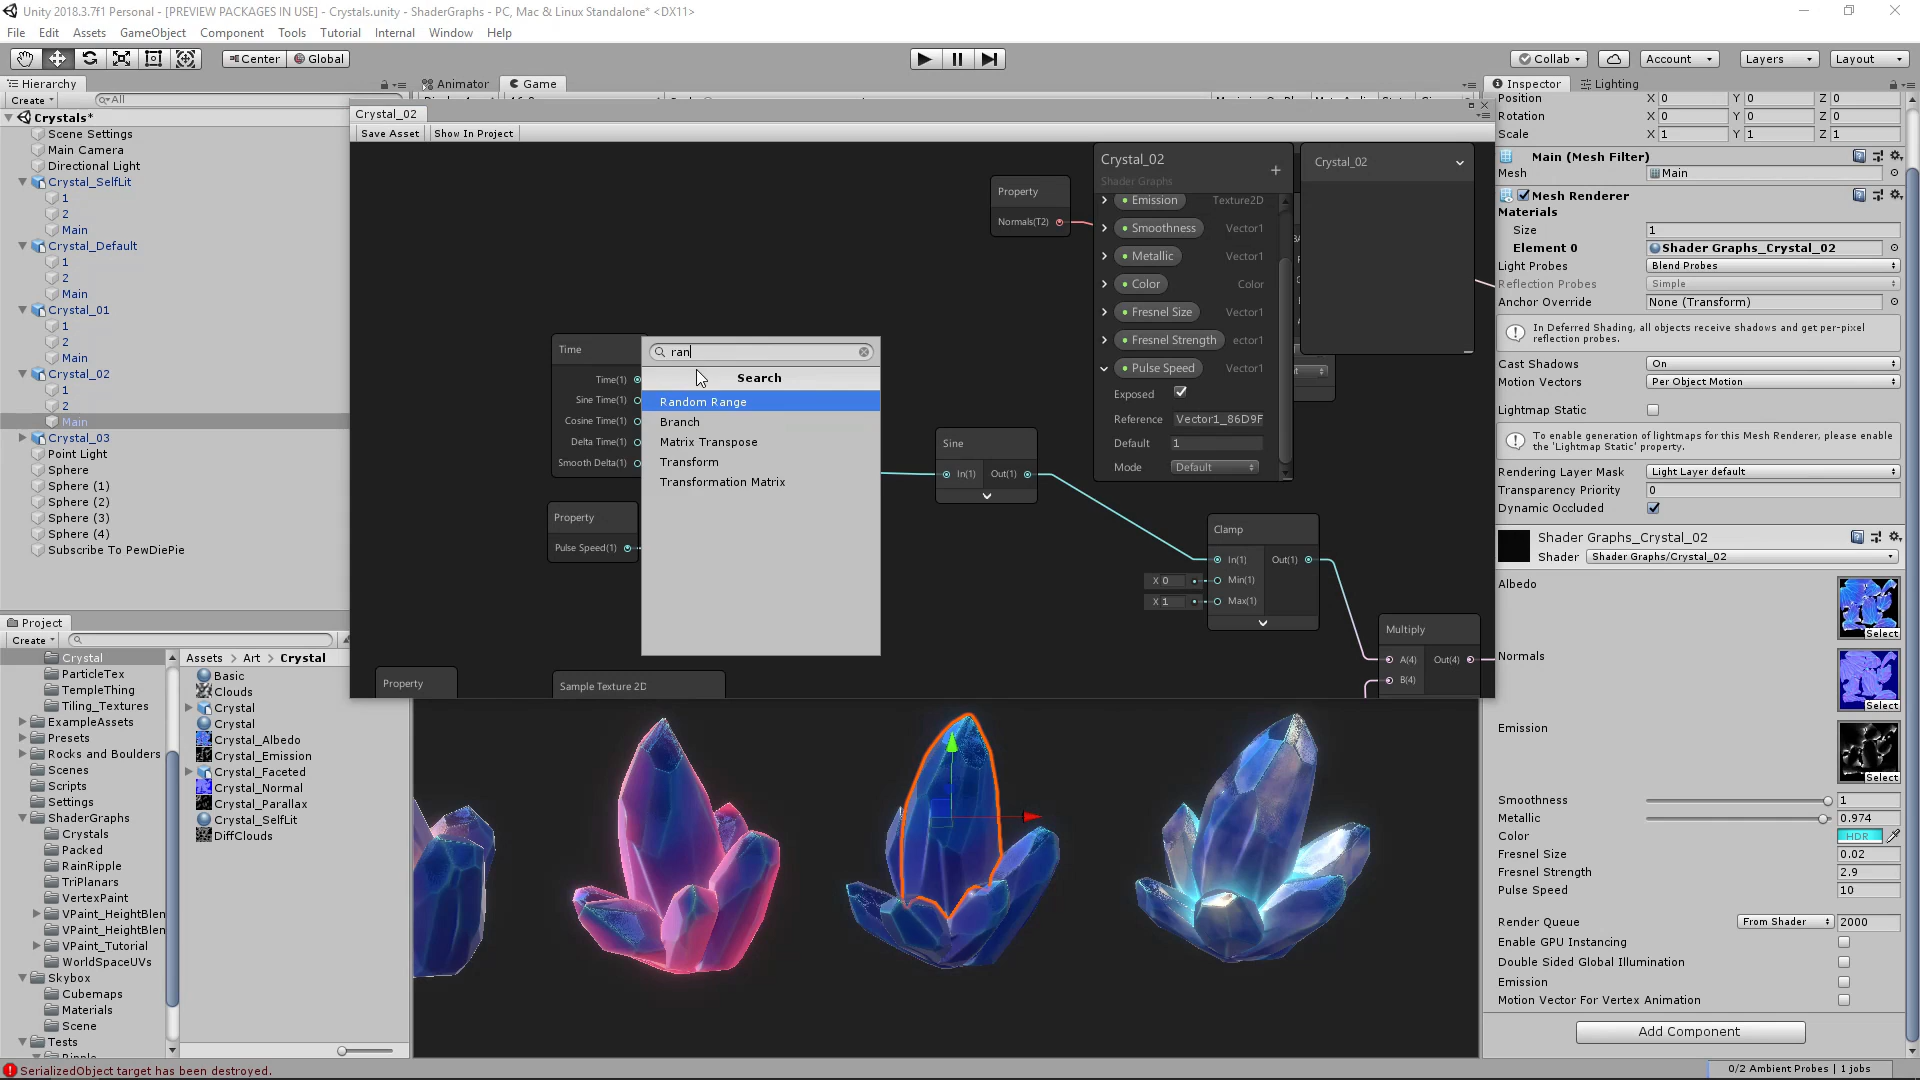 Unity 2018.3.7f1 Personal - [PREVIEW PACKAGES IN USE] - Crystals.unity - ShaderGraphs - PC, Mac & Linux Standalone* <DX11>
File Edit Assets GameObject Component Tools Tutorial Internal Window Help
Center Global Collab Account Layers Layout
Hierarchy
Create All
Crystals*
Scene Settings
Main Camera
Directional Light
Crystal_SelfLit
1
2
Main
Crystal_Default
1
2
Main
Crystal_01
1
2
Main
Crystal_02
1
2
Main
Crystal_03
Point Light
Sphere
Sphere (1)
Sphere (2)
Sphere (3)
Sphere (4)
Subscribe To PewDiePie
Project
Create
Crystal
ParticleTex
TempleThing
Tiling_Textures
ExampleAssets
Presets
Rocks and Boulders
Scenes
Scripts
Settings
ShaderGraphs
Crystals
Packed
RainRipple
TriPlanars
VertexPaint
VPaint_HeightBlen
VPaint_HeightBlen
VPaint_Tutorial
WorldSpaceUVs
Skybox
Cubemaps
Materials
Scene
Tests
Ripple
Assets Art Crystal
Basic
Clouds
Crystal
Crystal
Crystal_Albedo
Crystal_Emission
Crystal_Faceted
Crystal_Normal
Crystal_Parallax
Crystal_SelfLit
DiffClouds
SerializedObject target has been destroyed.
Animator Game
Crystal_02
Save Asset Show In Project
Property
Normals(T2)
Time
Time(1)
Sine Time(1)
Cosine Time(1)
Delta Time(1)
Smooth Delta(1)
Property
Pulse Speed(1)
ran
Search
Random Range
Branch
Matrix Transpose
Transform
Transformation Matrix
Sine
In(1) Out(1)
Clamp
In(1) Out(1)
X 0 Min(1)
X 1 Max(1)
Multiply
A(4) Out(4)
B(4)
Property
Sample Texture 2D
Crystal_02
Shader Graphs
Emission Texture2D
Smoothness Vector1
Metallic Vector1
Color Color
Fresnel Size Vector1
Fresnel Strength ector1
Pulse Speed Vector1
Exposed
Reference Vector1_86D9F
Default 1
Mode Default
Crystal_02
Inspector Lighting
Position X 0 Y 0 Z 0
Rotation X 0 Y 0 Z 0
Scale X 1 Y 1 Z 1
Main (Mesh Filter)
Mesh Main
Mesh Renderer
Materials
Size 1
Element 0 Shader Graphs_Crystal_02
Light Probes Blend Probes
Reflection Probes Simple
Anchor Override None (Transform)
In Deferred Shading, all objects receive shadows and get per-pixel
reflection probes.
Cast Shadows On
Motion Vectors Per Object Motion
Lightmap Static
To enable generation of lightmaps for this Mesh Renderer, please enable
the 'Lightmap Static' property.
Rendering Layer Mask Light Layer default
Transparency Priority 0
Dynamic Occluded
Shader Graphs_Crystal_02
Shader Shader Graphs/Crystal_02
Albedo
Select
Normals
Select
Emission
Select
Smoothness 1
Metallic 0.974
Color HDR
Fresnel Size 0.02
Fresnel Strength 2.9
Pulse Speed 10
Render Queue From Shader 2000
Enable GPU Instancing
Double Sided Global Illumination
Emission
Motion Vector For Vertex Animation
Add Component
0/2 Ambient Probes | 1 jobs